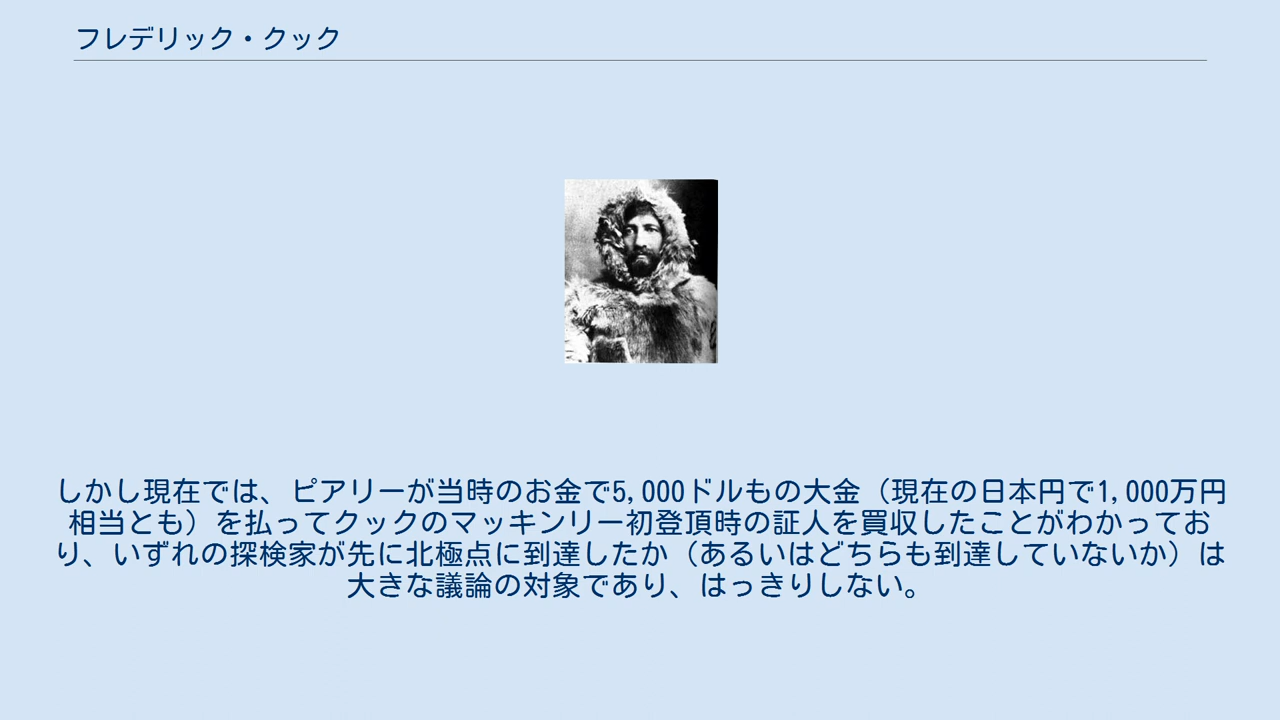 フレデリック・クック
しかし現在では、ピアリーが当時のお金で5,000ドルもの大金（現在の日本円で1,000万円
相当とも）を払ってクックのマッキンリー初登頂時の証人を買収したことがわかってお
り、いずれの探検家が先に北極点に到達したか（あるいはどちらも到達していないか）は
大きな議論の対象であり、はっきりしない。